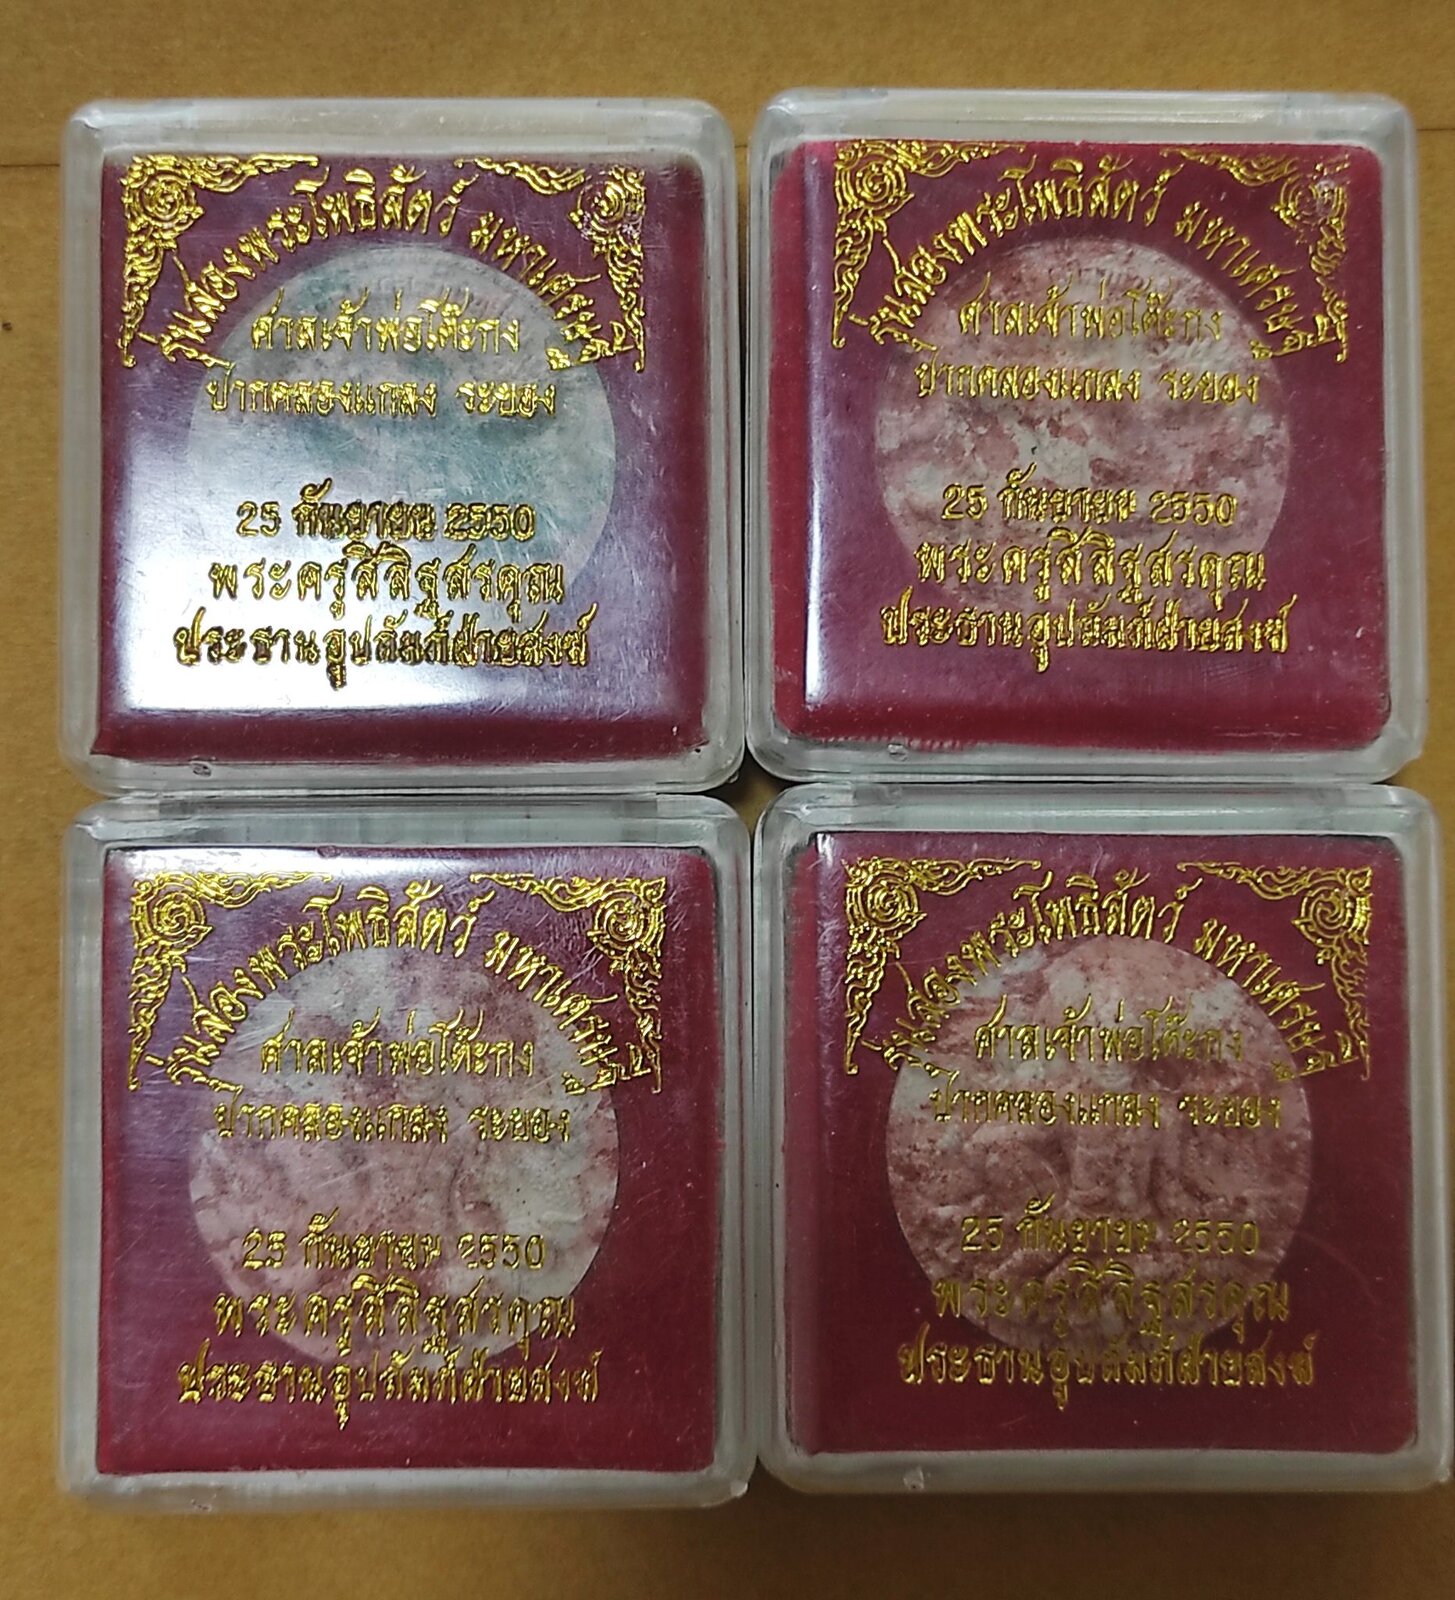 รุ่นสองพระโพธิสัตว์ มหาเศรษฐี
ศาลเจ้าพ่อโต๊ะกง
ปากคลองแกลง ระยอง
25 กันยายน 2550
พระครูสิลิฐสรคุณ
ประธานอุปถัมภ์ฝ่ายสงฆ์
รุ่นสองพระโพธิสัตว์ มหาเศรษฐี
ศาลเจ้าพ่อโต๊ะกง
ปากคลองแกลง ระยอง
25 กันยายน 2550
พระครูสิลิฐสรคุณ
ประธานอุปถัมภ์ฝ่ายสงฆ์
รุ่นสองพระโพธิสัตว์ มหาเศรษฐี
ศาลเจ้าพ่อโต๊ะกง
ปากคลองแกลง ระยอง
25 กันยายน 2550
พระครูสิลิฐสรคุณ
ประธานอุปถัมภ์ฝ่ายสงฆ์
รุ่นสองพระโพธิสัตว์ มหาเศรษฐี
ศาลเจ้าพ่อโต๊ะกง
ปากคลองแกลง ระยอง
25 กันยายน 2550
พระครูสิลิฐสรคุณ
ประธานอุปถัมภ์ฝ่ายสงฆ์